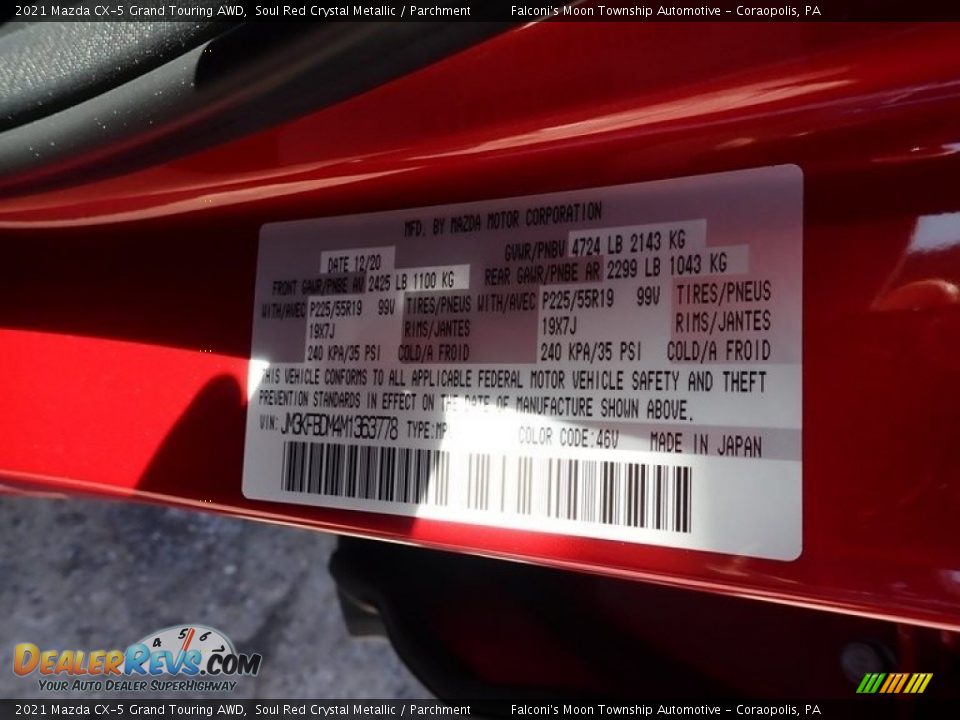 2021 Mazda CX-5 Grand Touring AWD, Soul Red Crystal Metallic / Parchment Falconi's Moon Township Automotive - Coraopolis, PA
MFD. BY MAZDA MOTOR CORPORATION
DATE 12/20 GVWR/PNBV 4724 LB 2143 KG
FRONT GAWR/PNBE AV 2425 LB 1100 KG REAR GAWR/PNBE AR 2299 LB 1043 KG
WITH/AVEC P225/55R19 99V TIRES/PNEUS WITH/AVEC P225/55R19 99V TIRES/PNEUS
19X7J RIMS/JANTES 19X7J RIMS/JANTES
240 KPA/35 PSI COLD/A FROID 240 KPA/35 PSI COLD/A FROID
THIS VEHICLE CONFORMS TO ALL APPLICABLE FEDERAL MOTOR VEHICLE SAFETY AND THEFT
PREVENTION STANDARDS IN EFFECT ON THE DATE OF MANUFACTURE SHOWN ABOVE.
VIN: JM3KFBDM4M1363778 TYPE: COLOR CODE:46V MADE IN JAPAN
4 5 6
DEALERREVS.COM
YOUR AUTO DEALER SUPERHIGHWAY
2021 Mazda CX-5 Grand Touring AWD, Soul Red Crystal Metallic / Parchment Falconi's Moon Township Automotive - Coraopolis, PA